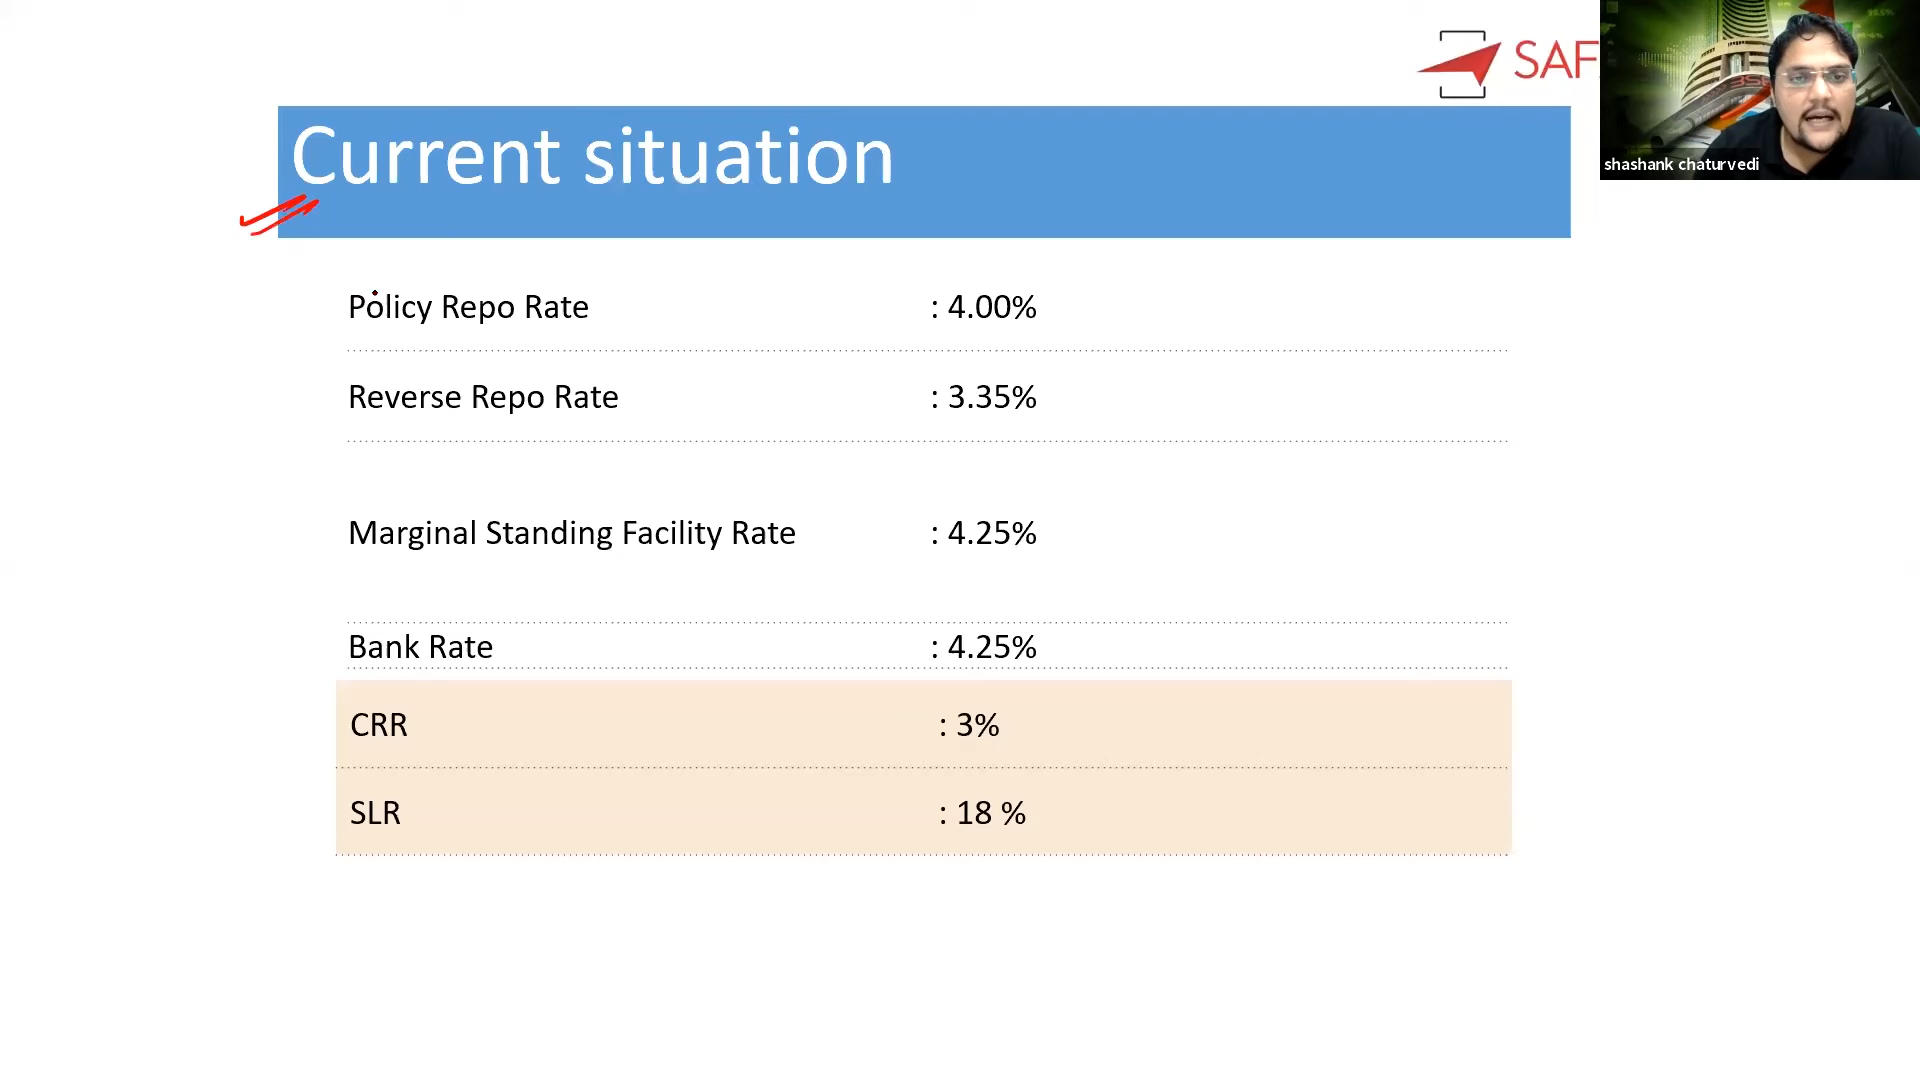 SAF
Current situation
Policy Repo Rate : 4.00%
Reverse Repo Rate : 3.35%
Marginal Standing Facility Rate : 4.25%
Bank Rate : 4.25%
CRR : 3%
SLR : 18 %
shashank chaturvedi